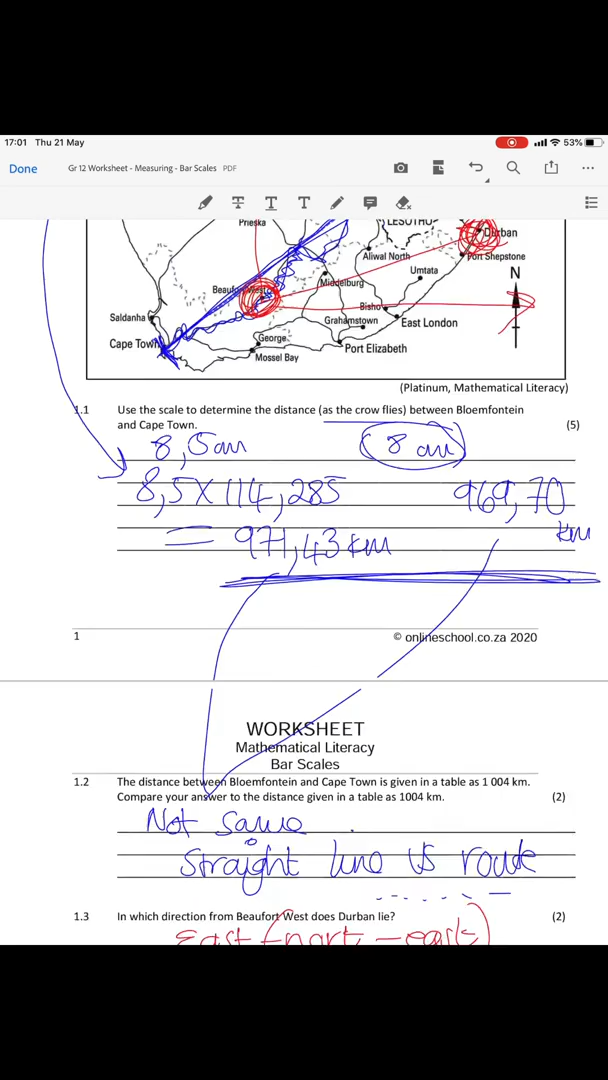 17:01 Thu 21 May
53%
Done
Gr 12 Worksheet - Measuring - Bar Scales PDF
Prieska
LESOTHO
Durban
Port Shepstone
Aliwal North
Umtata
N
Beaufort West
Middelburg
Bisho
Saldanha
Grahamstown
East London
George
Cape Town
Mossel Bay
Port Elizabeth
(Platinum, Mathematical Literacy)
1.1 Use the scale to determine the distance (as the crow flies) between Bloemfontein
and Cape Town. (5)
8,5cm (8 cm)
8,5 x 114,285 969,70
km
= 971,43 km
1 © onlineschool.co.za 2020
WORKSHEET
Mathematical Literacy
Bar Scales
1.2 The distance between Bloemfontein and Cape Town is given in a table as 1 004 km.
Compare your answer to the distance given in a table as 1004 km. (2)
Not same
straight line vs route
1.3 In which direction from Beaufort West does Durban lie? (2)
East (nort - east)